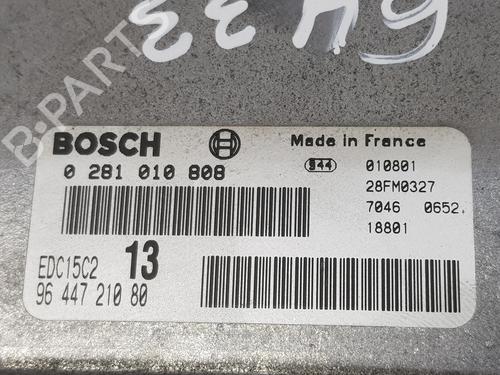 BOSCH
Made in France
0 281 010 808
S44 010801
28FM0327
7046 0652.
18801
EDC15C2 13
96 447 210 80
B-PARTS